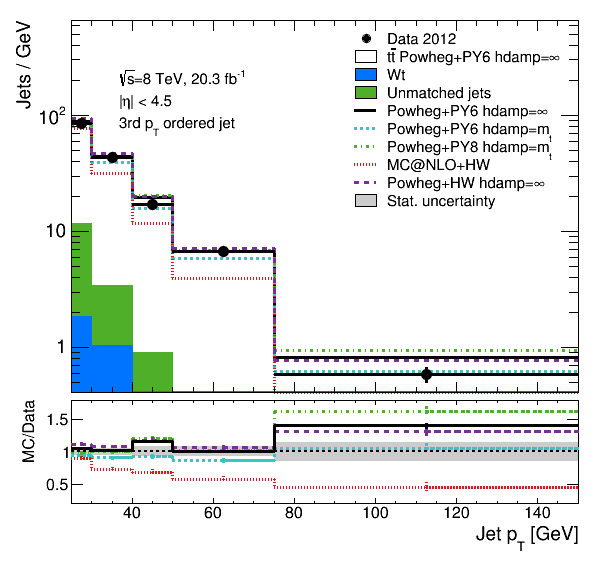 Jets / GeV
10²
10
1
√s=8 TeV, 20.3 fb⁻¹
|η| < 4.5
3rd p_T ordered jet
Data 2012
tt̄ Powheg+PY6 hdamp=∞
Wt
Unmatched jets
Powheg+PY6 hdamp=∞
Powheg+PY6 hdamp=m_t
Powheg+PY8 hdamp=m_t
MC@NLO+HW
Powheg+HW hdamp=∞
Stat. uncertainty
MC/Data
1.5
1
0.5
40 60 80 100 120 140
Jet p_T [GeV]